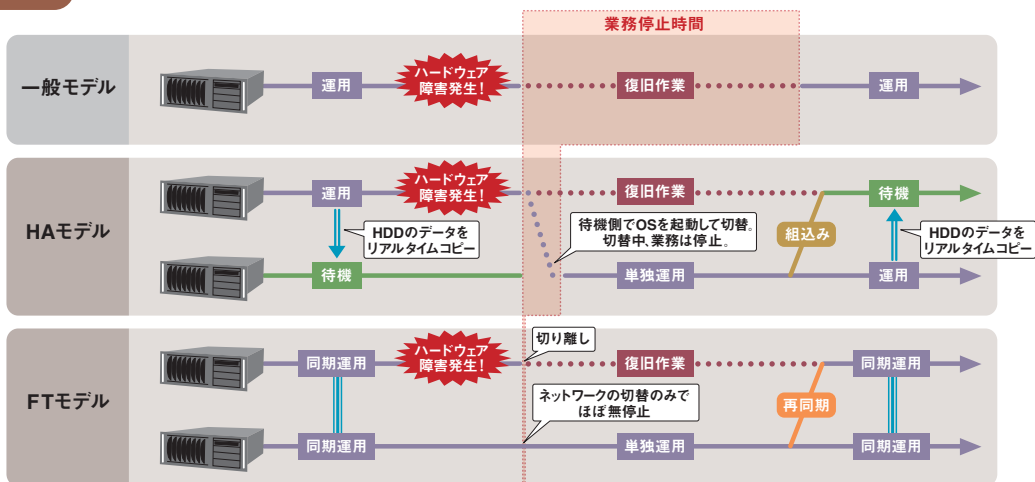 業務停止時間
一般モデル
運用
ハードウェア
障害発生!
復旧作業
運用
HAモデル
運用
ハードウェア
障害発生!
復旧作業
待機
HDDのデータを
リアルタイムコピー
待機側でOSを起動して切替。
切替中、業務は停止。
組込み
HDDのデータを
リアルタイムコピー
待機
単独運用
運用
FTモデル
同期運用
ハードウェア
障害発生!
切り離し
復旧作業
同期運用
ネットワークの切替のみで
ほぼ無停止
再同期
同期運用
単独運用
同期運用